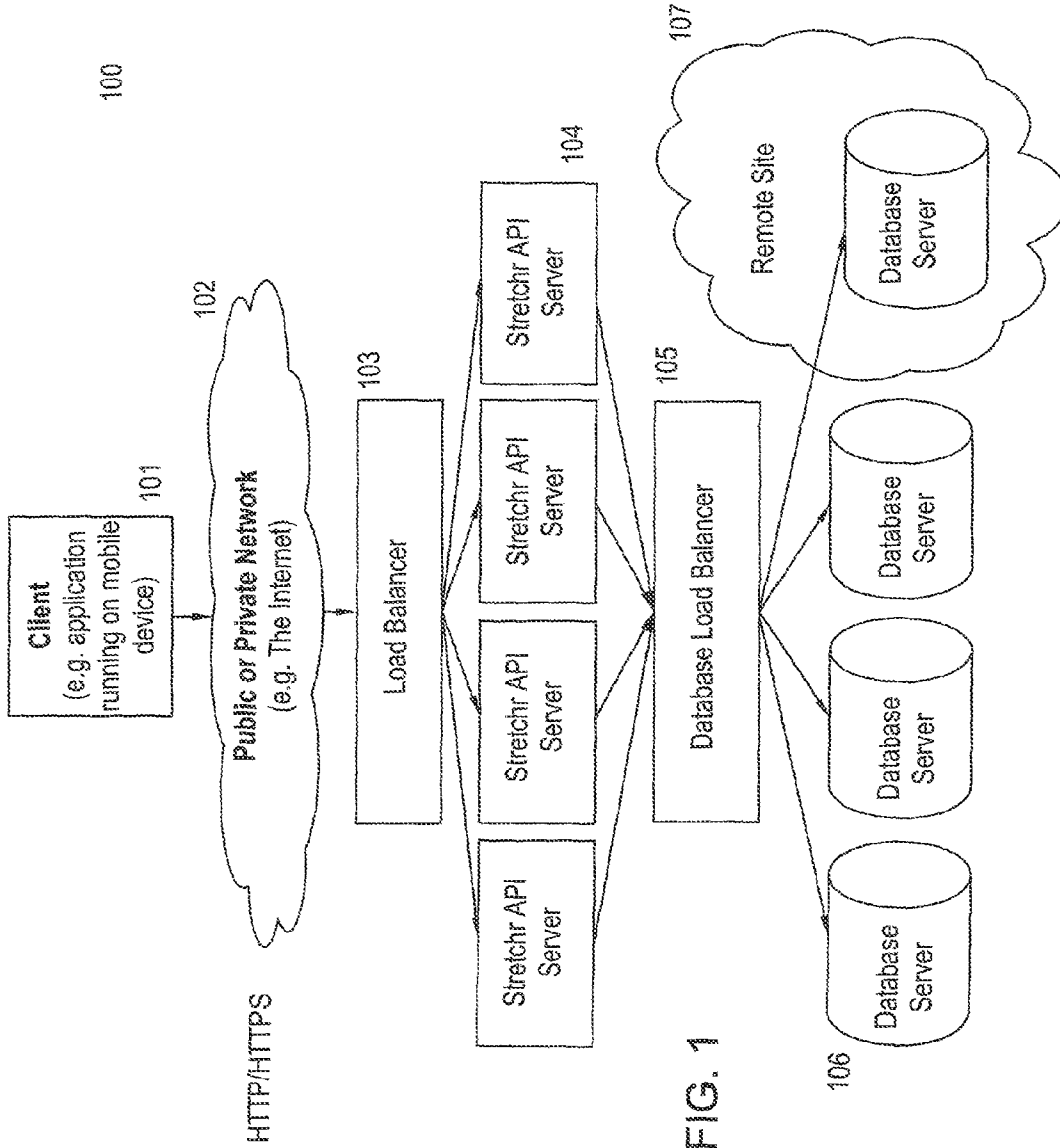 100
Client
(e.g. application
running on mobile
device)
101
HTTP/HTTPS
102
Public or Private Network
(e.g. The Internet)
103
Load Balancer
Stretchr API
Server
Stretchr API
Server
Stretchr API
Server
Stretchr API
Server
104
105
Database Load Balancer
107
Remote Site
Database
Server
Database
Server
Database
Server
Database
Server
106
FIG. 1